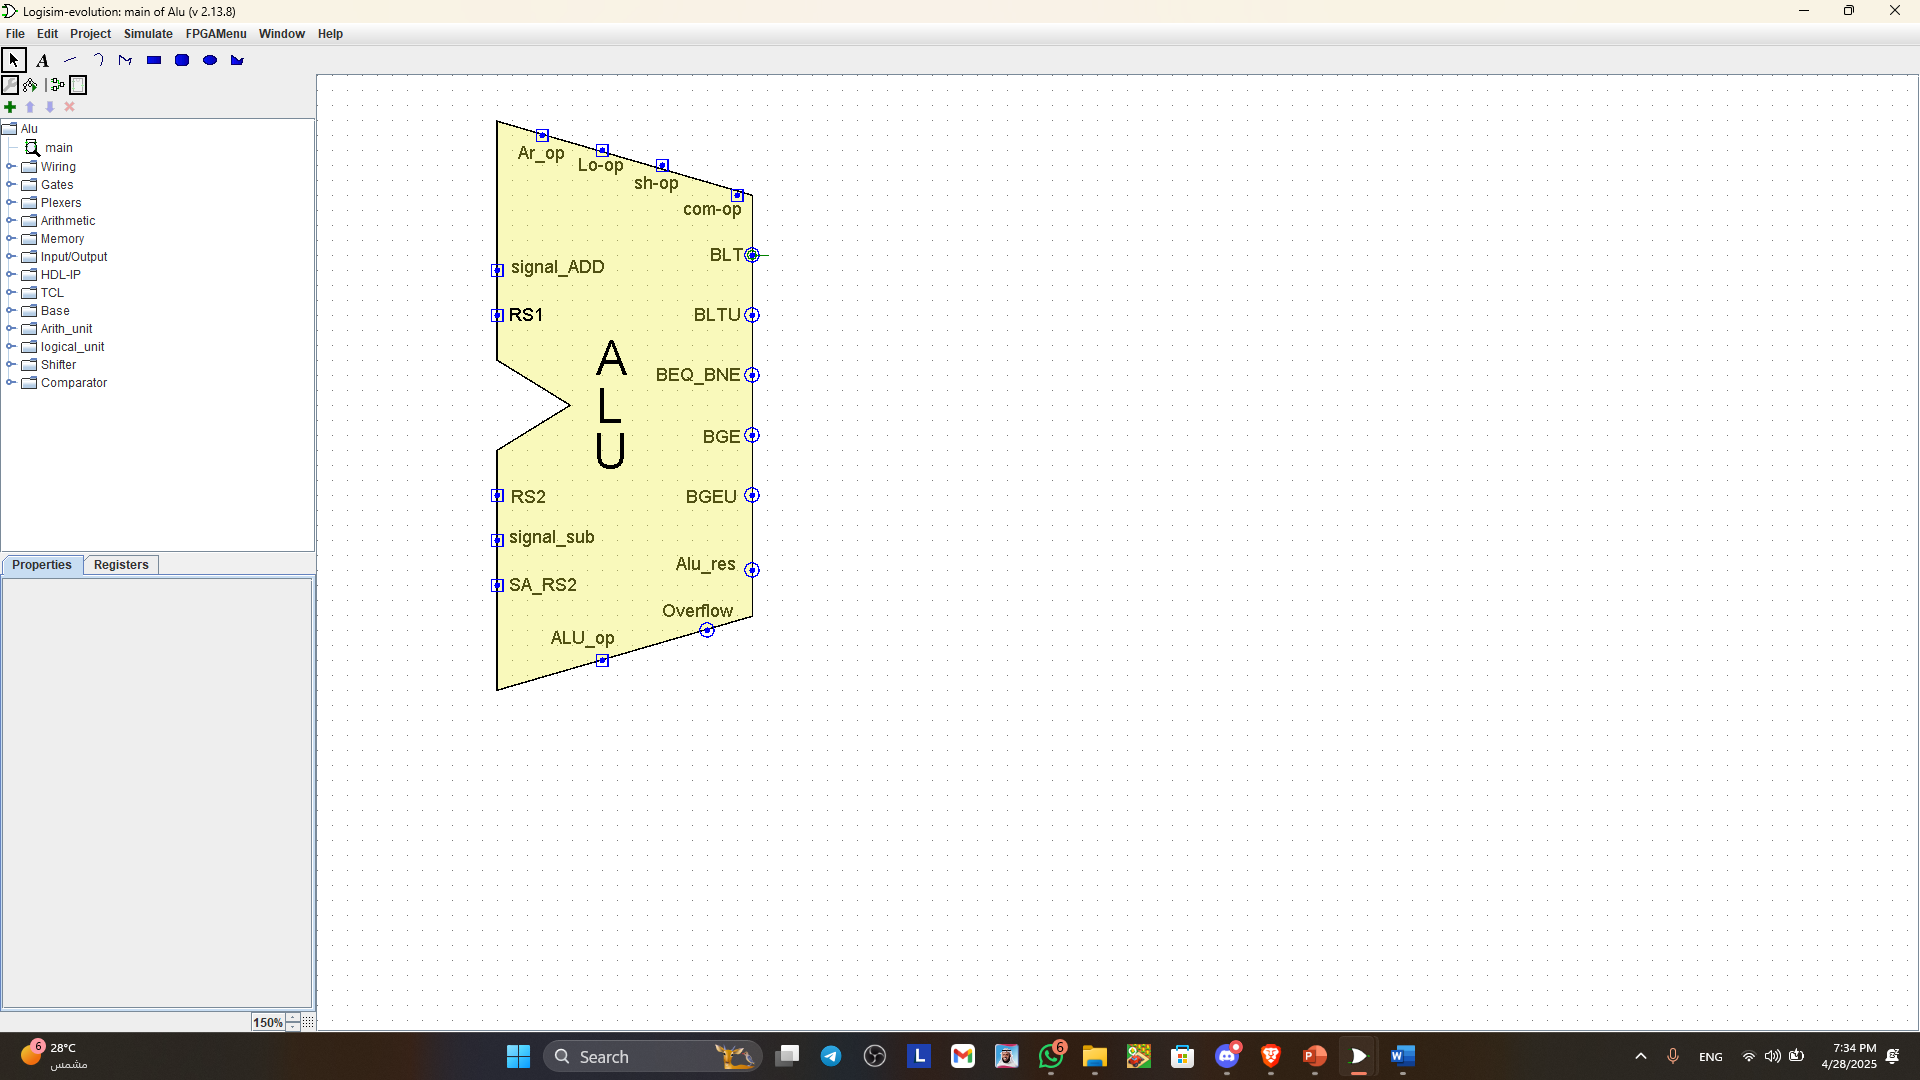 Logisim-evolution: main of Alu (v 2.13.8)
File Edit Project Simulate FPGAMenu Window Help
A
Alu
main
Wiring
Gates
Plexers
Arithmetic
Memory
Input/Output
HDL-IP
TCL
Base
Arith_unit
logical_unit
Shifter
Comparator
Properties Registers
150%
Ar_op
Lo-op
sh-op
com-op
signal_ADD
RS1
RS2
signal_sub
SA_RS2
ALU_op
A
L
U
BLT
BLTU
BEQ_BNE
BGE
BGEU
Alu_res
Overflow
6
28°C
مشمس
Search
L
6
P
W
ENG
7:34 PM
4/28/2025